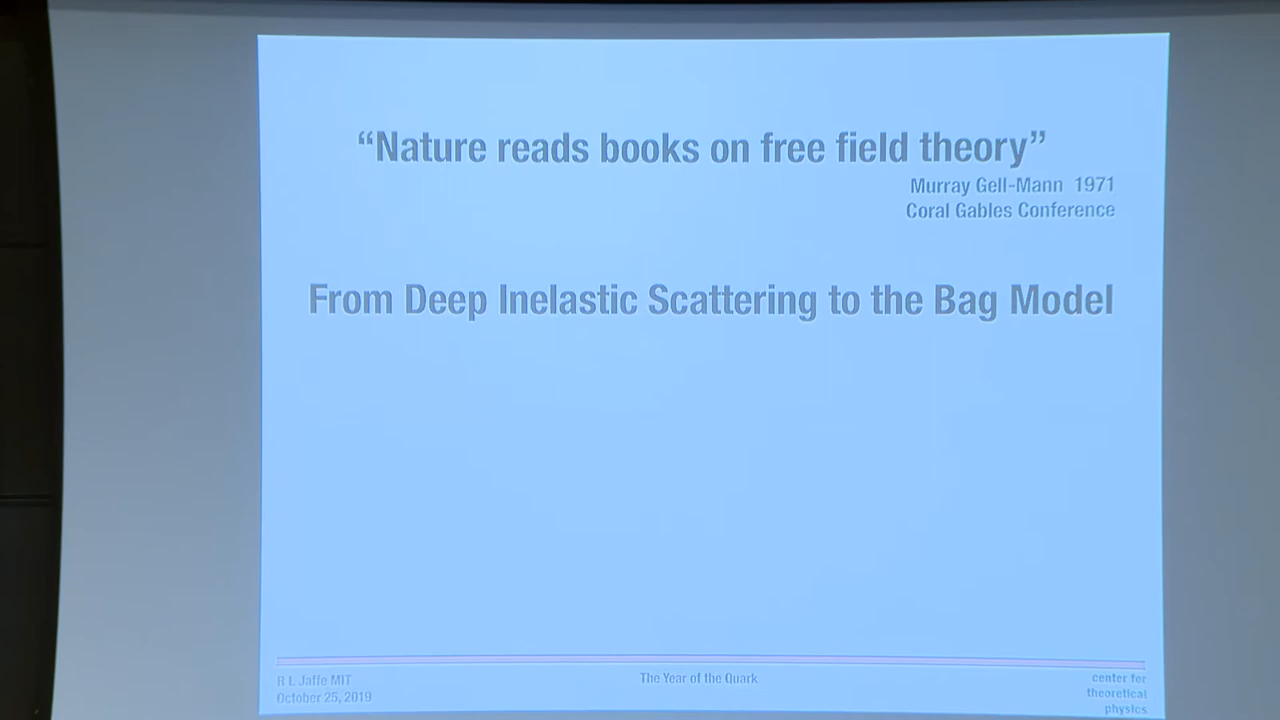 “Nature reads books on free field theory”
Murray Gell-Mann 1971
Coral Gables Conference
From Deep Inelastic Scattering to the Bag Model
R L Jaffe MIT
October 25, 2019
The Year of the Quark
center for
theoretical
physics